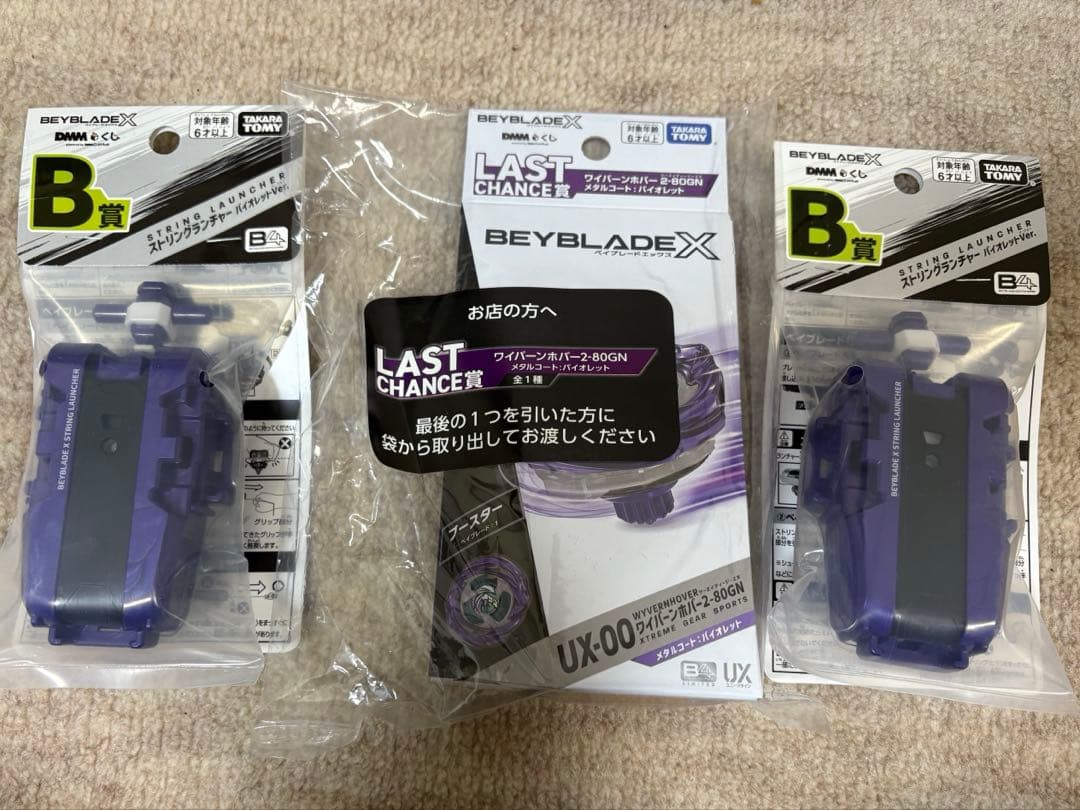 BEYBLADE X
DMMくじ
対象年齢
6才以上
TAKARA
TOMY
B賞
STRING LAUNCHER
ストリングランチャー バイオレットVer.
B4
BEYBLADE X STRING LAUNCHER
グリップ部分
BEYBLADE X
DMMくじ
対象年齢
6才以上
TAKARA
TOMY
LAST
CHANCE賞
ワイバーンホバー2-80GN
メタルコート:バイオレット
BEYBLADE X
ベイブレードエックス
お店の方へ
LAST
CHANCE賞
ワイバーンホバー2-80GN
メタルコート:バイオレット
全1種
最後の1つを引いた方に
袋から取り出してお渡しください
ブースター
UX-00
WYVERNHOVER
ワイバーンホバー2-80GN
XTREME GEAR SPORTS
メタルコート:バイオレット
B4
LIMITED
UX
BEYBLADE X
DMMくじ
対象年齢
6才以上
TAKARA
TOMY
B賞
STRING LAUNCHER
ストリングランチャー バイオレットVer.
B4
BEYBLADE X STRING LAUNCHER